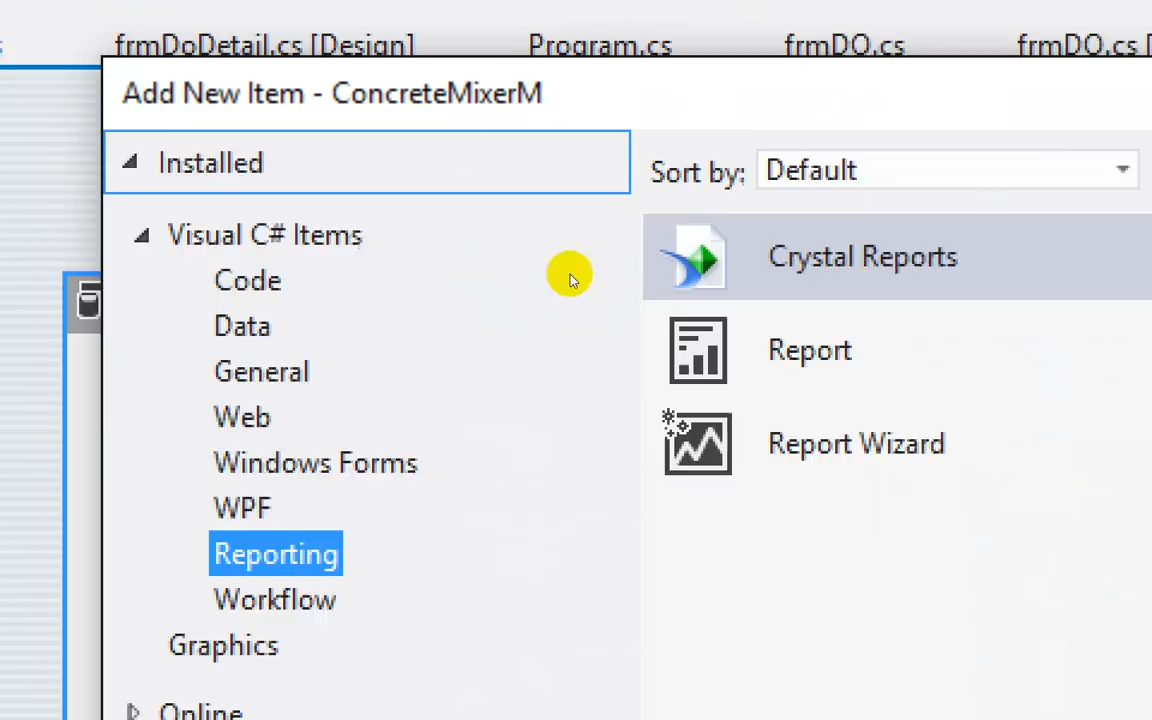 frmDoDetail.cs [Design] Program.cs frmDO.cs frmDO.cs [
Add New Item - ConcreteMixerM
Installed
Sort by: Default
Visual C# Items
Code
Data
General
Web
Windows Forms
WPF
Reporting
Workflow
Graphics
Online
Crystal Reports
Report
Report Wizard